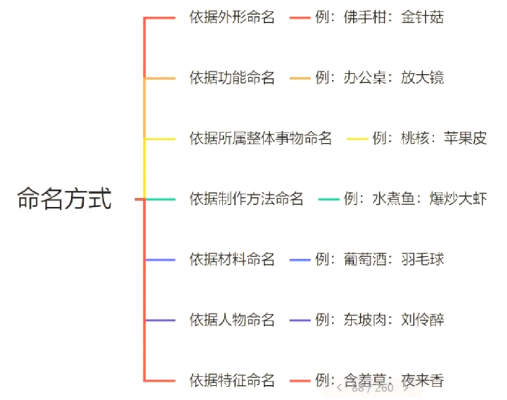 依据外形命名 例：佛手柑：金针菇
依据功能命名 例：办公桌：放大镜
依据所属整体事物命名 例：桃核：苹果皮
命名方式
依据制作方法命名 例：水煮鱼：爆炒大虾
依据材料命名 例：葡萄酒：羽毛球
依据人物命名 例：东坡肉：刘伶醉
依据特征命名 例：含羞草：夜来香
88 / 260